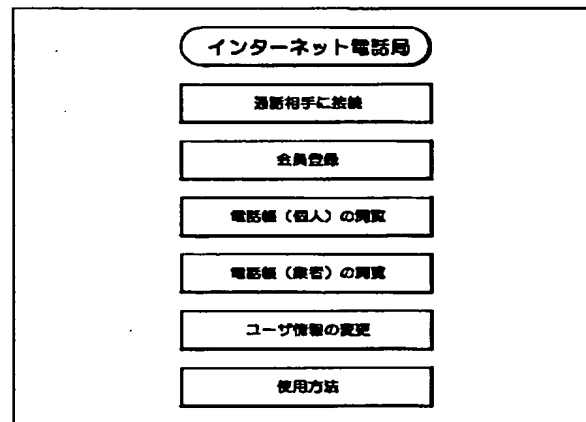 インターネット電話局
通話相手に接続
会員登録
電話帳（個人）の閲覧
電話帳（業者）の閲覧
ユーザ情報の変更
使用方法